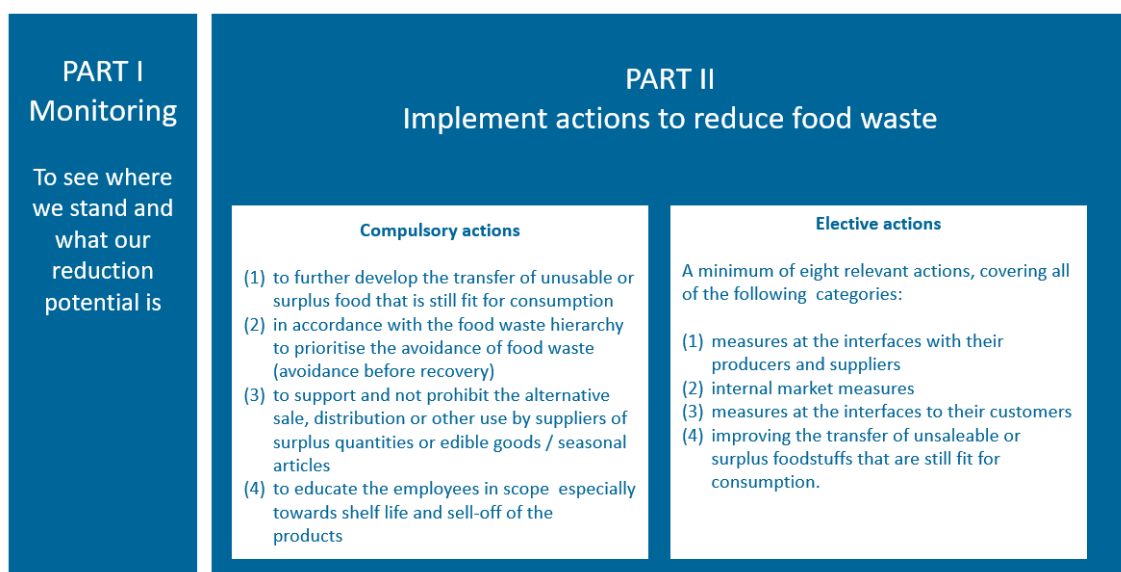 PART I
Monitoring
To see where
we stand and
what our
reduction
potential is
PART II
Implement actions to reduce food waste
Compulsory actions
(1) to further develop the transfer of unusable or
surplus food that is still fit for consumption
(2) in accordance with the food waste hierarchy
to prioritise the avoidance of food waste
(avoidance before recovery)
(3) to support and not prohibit the alternative
sale, distribution or other use by suppliers of
surplus quantities or edible goods / seasonal
articles
(4) to educate the employees in scope especially
towards shelf life and sell-off of the
products
Elective actions
A minimum of eight relevant actions, covering all
of the following categories:
(1) measures at the interfaces with their
producers and suppliers
(2) internal market measures
(3) measures at the interfaces to their customers
(4) improving the transfer of unsaleable or
surplus foodstuffs that are still fit for
consumption.